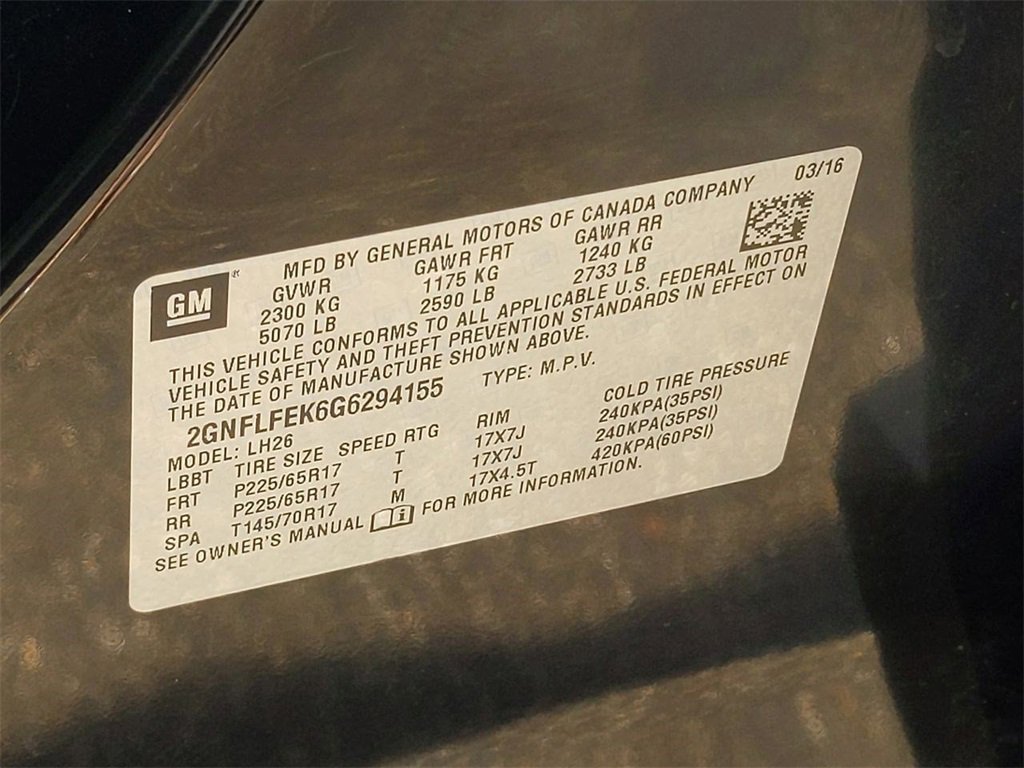 03/16
MFD BY GENERAL MOTORS OF CANADA COMPANY
GM®
GVWR GAWR FRT GAWR RR
2300 KG 1175 KG 1240 KG
5070 LB 2590 LB 2733 LB
THIS VEHICLE CONFORMS TO ALL APPLICABLE U.S. FEDERAL MOTOR
VEHICLE SAFETY AND THEFT PREVENTION STANDARDS IN EFFECT ON
THE DATE OF MANUFACTURE SHOWN ABOVE.
2GNFLFEK6G6294155 TYPE: M.P.V.
MODEL: LH26
LBBT TIRE SIZE SPEED RTG RIM COLD TIRE PRESSURE
FRT P225/65R17 T 17X7J 240KPA(35PSI)
RR P225/65R17 T 17X7J 240KPA(35PSI)
SPA T145/70R17 M 17X4.5T 420KPA(60PSI)
SEE OWNER'S MANUAL FOR MORE INFORMATION.